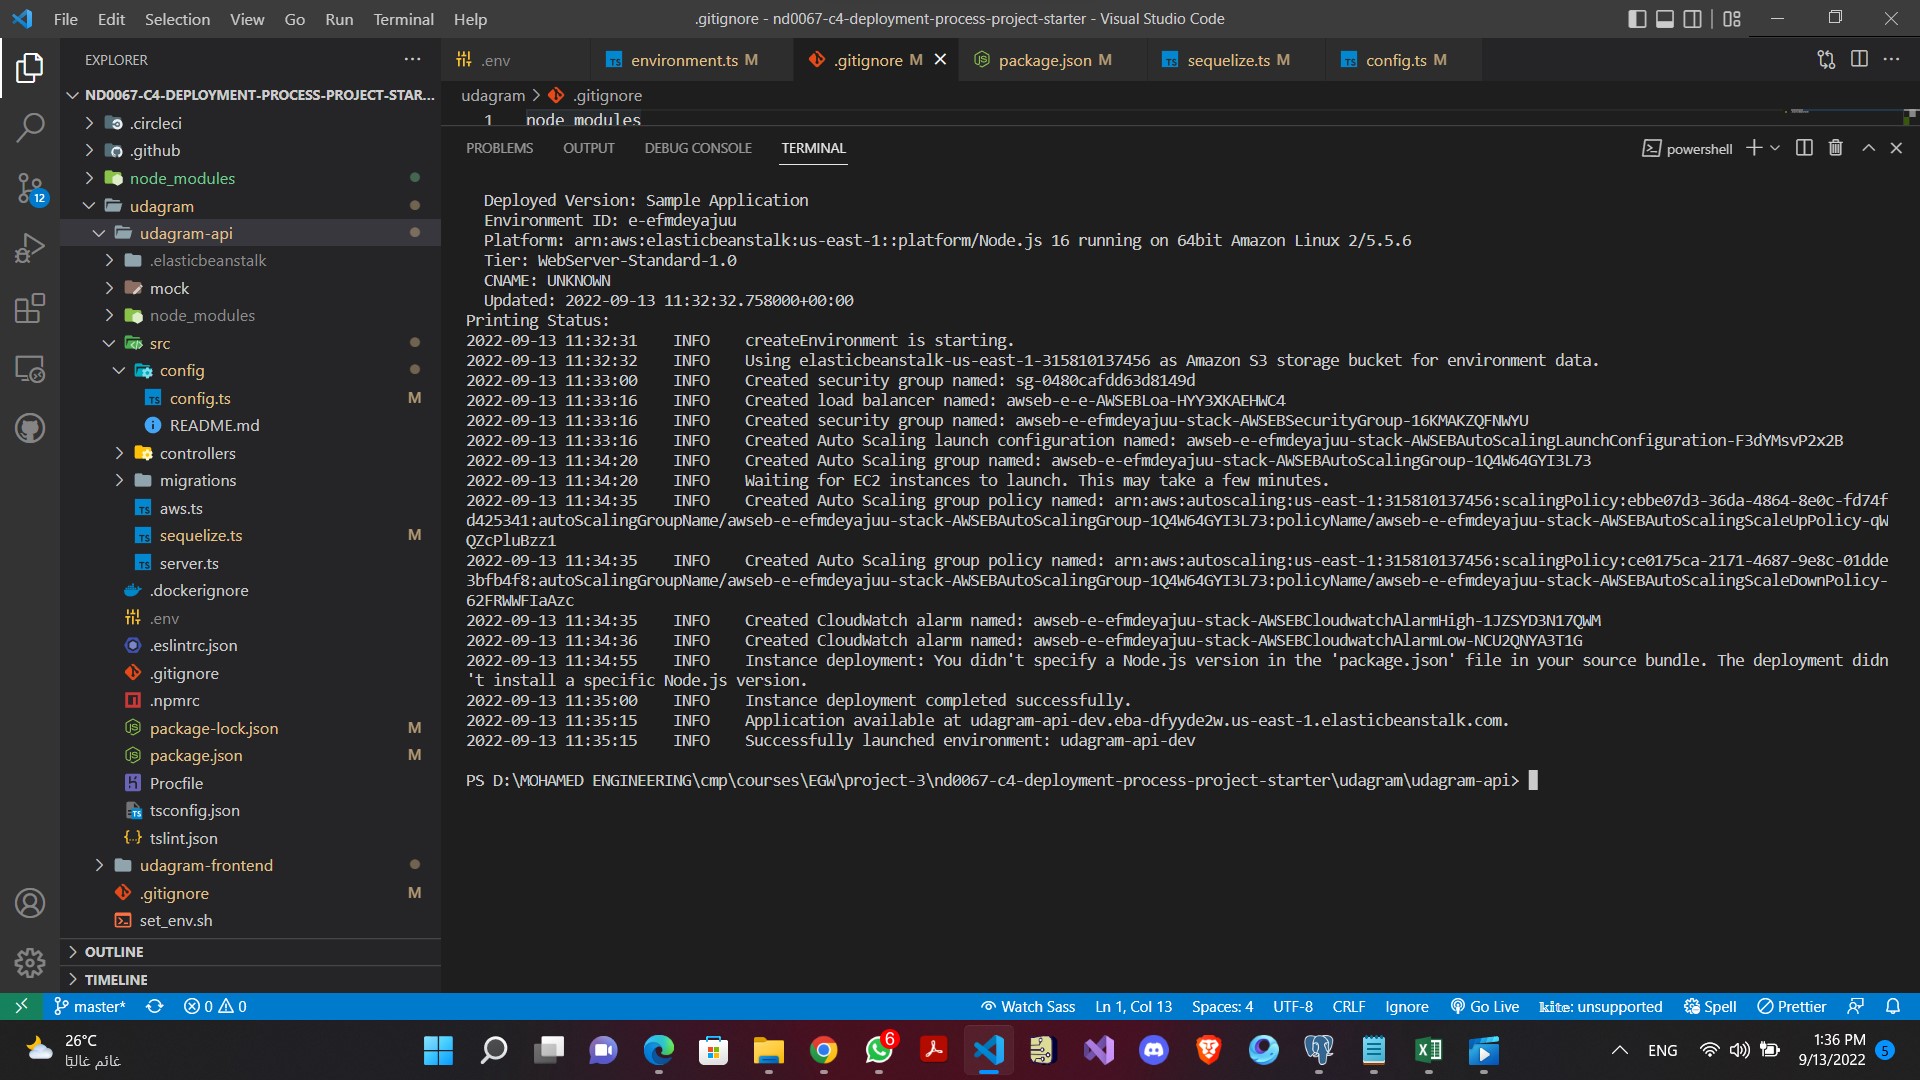 File Edit Selection View Go Run Terminal Help
.gitignore - nd0067-c4-deployment-process-project-starter - Visual Studio Code
EXPLORER
.env
environment.ts M
.gitignore M
package.json M
sequelize.ts M
config.ts M
ND0067-C4-DEPLOYMENT-PROCESS-PROJECT-STAR...
udagram > .gitignore
1 node_modules
.circleci
.github
node_modules
udagram
udagram-api
.elasticbeanstalk
mock
node_modules
src
config
config.ts M
README.md
controllers
migrations
aws.ts
sequelize.ts M
server.ts
.dockerignore
.env
.eslintrc.json
.gitignore
.npmrc
package-lock.json M
package.json M
Procfile
tsconfig.json
tslint.json
udagram-frontend
.gitignore M
set_env.sh
OUTLINE
TIMELINE
12
PROBLEMS OUTPUT DEBUG CONSOLE TERMINAL
powershell
Deployed Version: Sample Application
Environment ID: e-efmdeyajuu
Platform: arn:aws:elasticbeanstalk:us-east-1::platform/Node.js 16 running on 64bit Amazon Linux 2/5.5.6
Tier: WebServer-Standard-1.0
CNAME: UNKNOWN
Updated: 2022-09-13 11:32:32.758000+00:00
Printing Status:
2022-09-13 11:32:31 INFO createEnvironment is starting.
2022-09-13 11:32:32 INFO Using elasticbeanstalk-us-east-1-315810137456 as Amazon S3 storage bucket for environment data.
2022-09-13 11:33:00 INFO Created security group named: sg-0480cafdd63d8149d
2022-09-13 11:33:16 INFO Created load balancer named: awseb-e-e-AWSEBLoa-HYY3XKAEHWC4
2022-09-13 11:33:16 INFO Created security group named: awseb-e-efmdeyajuu-stack-AWSEBSecurityGroup-16KMAKZQFNWYU
2022-09-13 11:33:16 INFO Created Auto Scaling launch configuration named: awseb-e-efmdeyajuu-stack-AWSEBAutoScalingLaunchConfiguration-F3dYMsvP2x2B
2022-09-13 11:34:20 INFO Created Auto Scaling group named: awseb-e-efmdeyajuu-stack-AWSEBAutoScalingGroup-1Q4W64GYI3L73
2022-09-13 11:34:20 INFO Waiting for EC2 instances to launch. This may take a few minutes.
2022-09-13 11:34:35 INFO Created Auto Scaling group policy named: arn:aws:autoscaling:us-east-1:315810137456:scalingPolicy:ebbe07d3-36da-4864-8e0c-fd74f
d425341:autoScalingGroupName/awseb-e-efmdeyajuu-stack-AWSEBAutoScalingGroup-1Q4W64GYI3L73:policyName/awseb-e-efmdeyajuu-stack-AWSEBAutoScalingScaleUpPolicy-qW
QZcPluBzz1
2022-09-13 11:34:35 INFO Created Auto Scaling group policy named: arn:aws:autoscaling:us-east-1:315810137456:scalingPolicy:ce0175ca-2171-4687-9e8c-01dde
3bfb4f8:autoScalingGroupName/awseb-e-efmdeyajuu-stack-AWSEBAutoScalingGroup-1Q4W64GYI3L73:policyName/awseb-e-efmdeyajuu-stack-AWSEBAutoScalingScaleDownPolicy-
62FRWWFIaAzc
2022-09-13 11:34:35 INFO Created CloudWatch alarm named: awseb-e-efmdeyajuu-stack-AWSEBCloudwatchAlarmHigh-1JZSYD3N17QWM
2022-09-13 11:34:36 INFO Created CloudWatch alarm named: awseb-e-efmdeyajuu-stack-AWSEBCloudwatchAlarmLow-NCU2QNYA3T1G
2022-09-13 11:34:55 INFO Instance deployment: You didn't specify a Node.js version in the 'package.json' file in your source bundle. The deployment didn
't install a specific Node.js version.
2022-09-13 11:35:00 INFO Instance deployment completed successfully.
2022-09-13 11:35:15 INFO Application available at udagram-api-dev.eba-dfyyde2w.us-east-1.elasticbeanstalk.com.
2022-09-13 11:35:15 INFO Successfully launched environment: udagram-api-dev
PS D:\MOHAMED ENGINEERING\cmp\courses\EGW\project-3\nd0067-c4-deployment-process-project-starter\udagram\udagram-api>
master* 0 0 Watch Sass Ln 1, Col 13 Spaces: 4 UTF-8 CRLF Ignore Go Live kite: unsupported Spell Prettier
26°C
غائم غالبًا
6
ENG
1:36 PM
9/13/2022
5